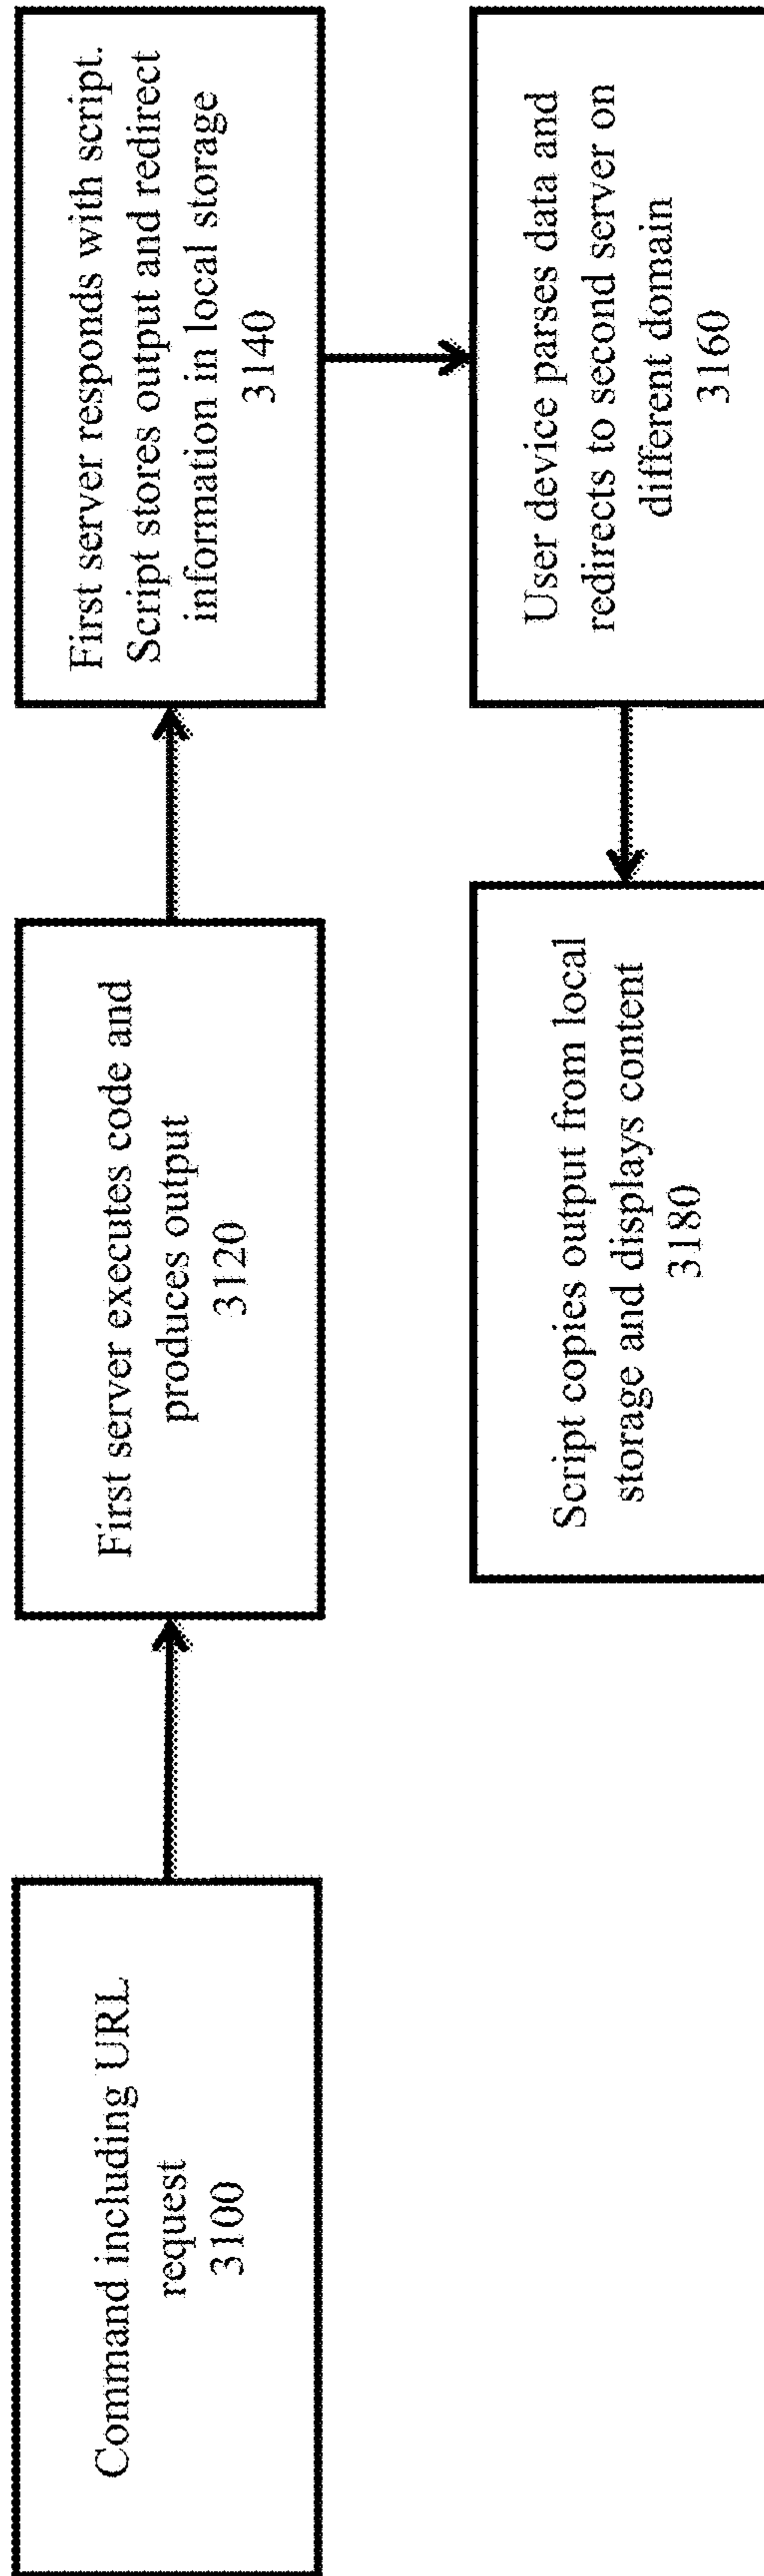 Command including URL
request
3100
First server executes code and
produces output
3120
First server responds with script.
Script stores output and redirect
information in local storage
3140
User device parses data and
redirects to second server on
different domain
3160
Script copies output from local
storage and displays content
3180